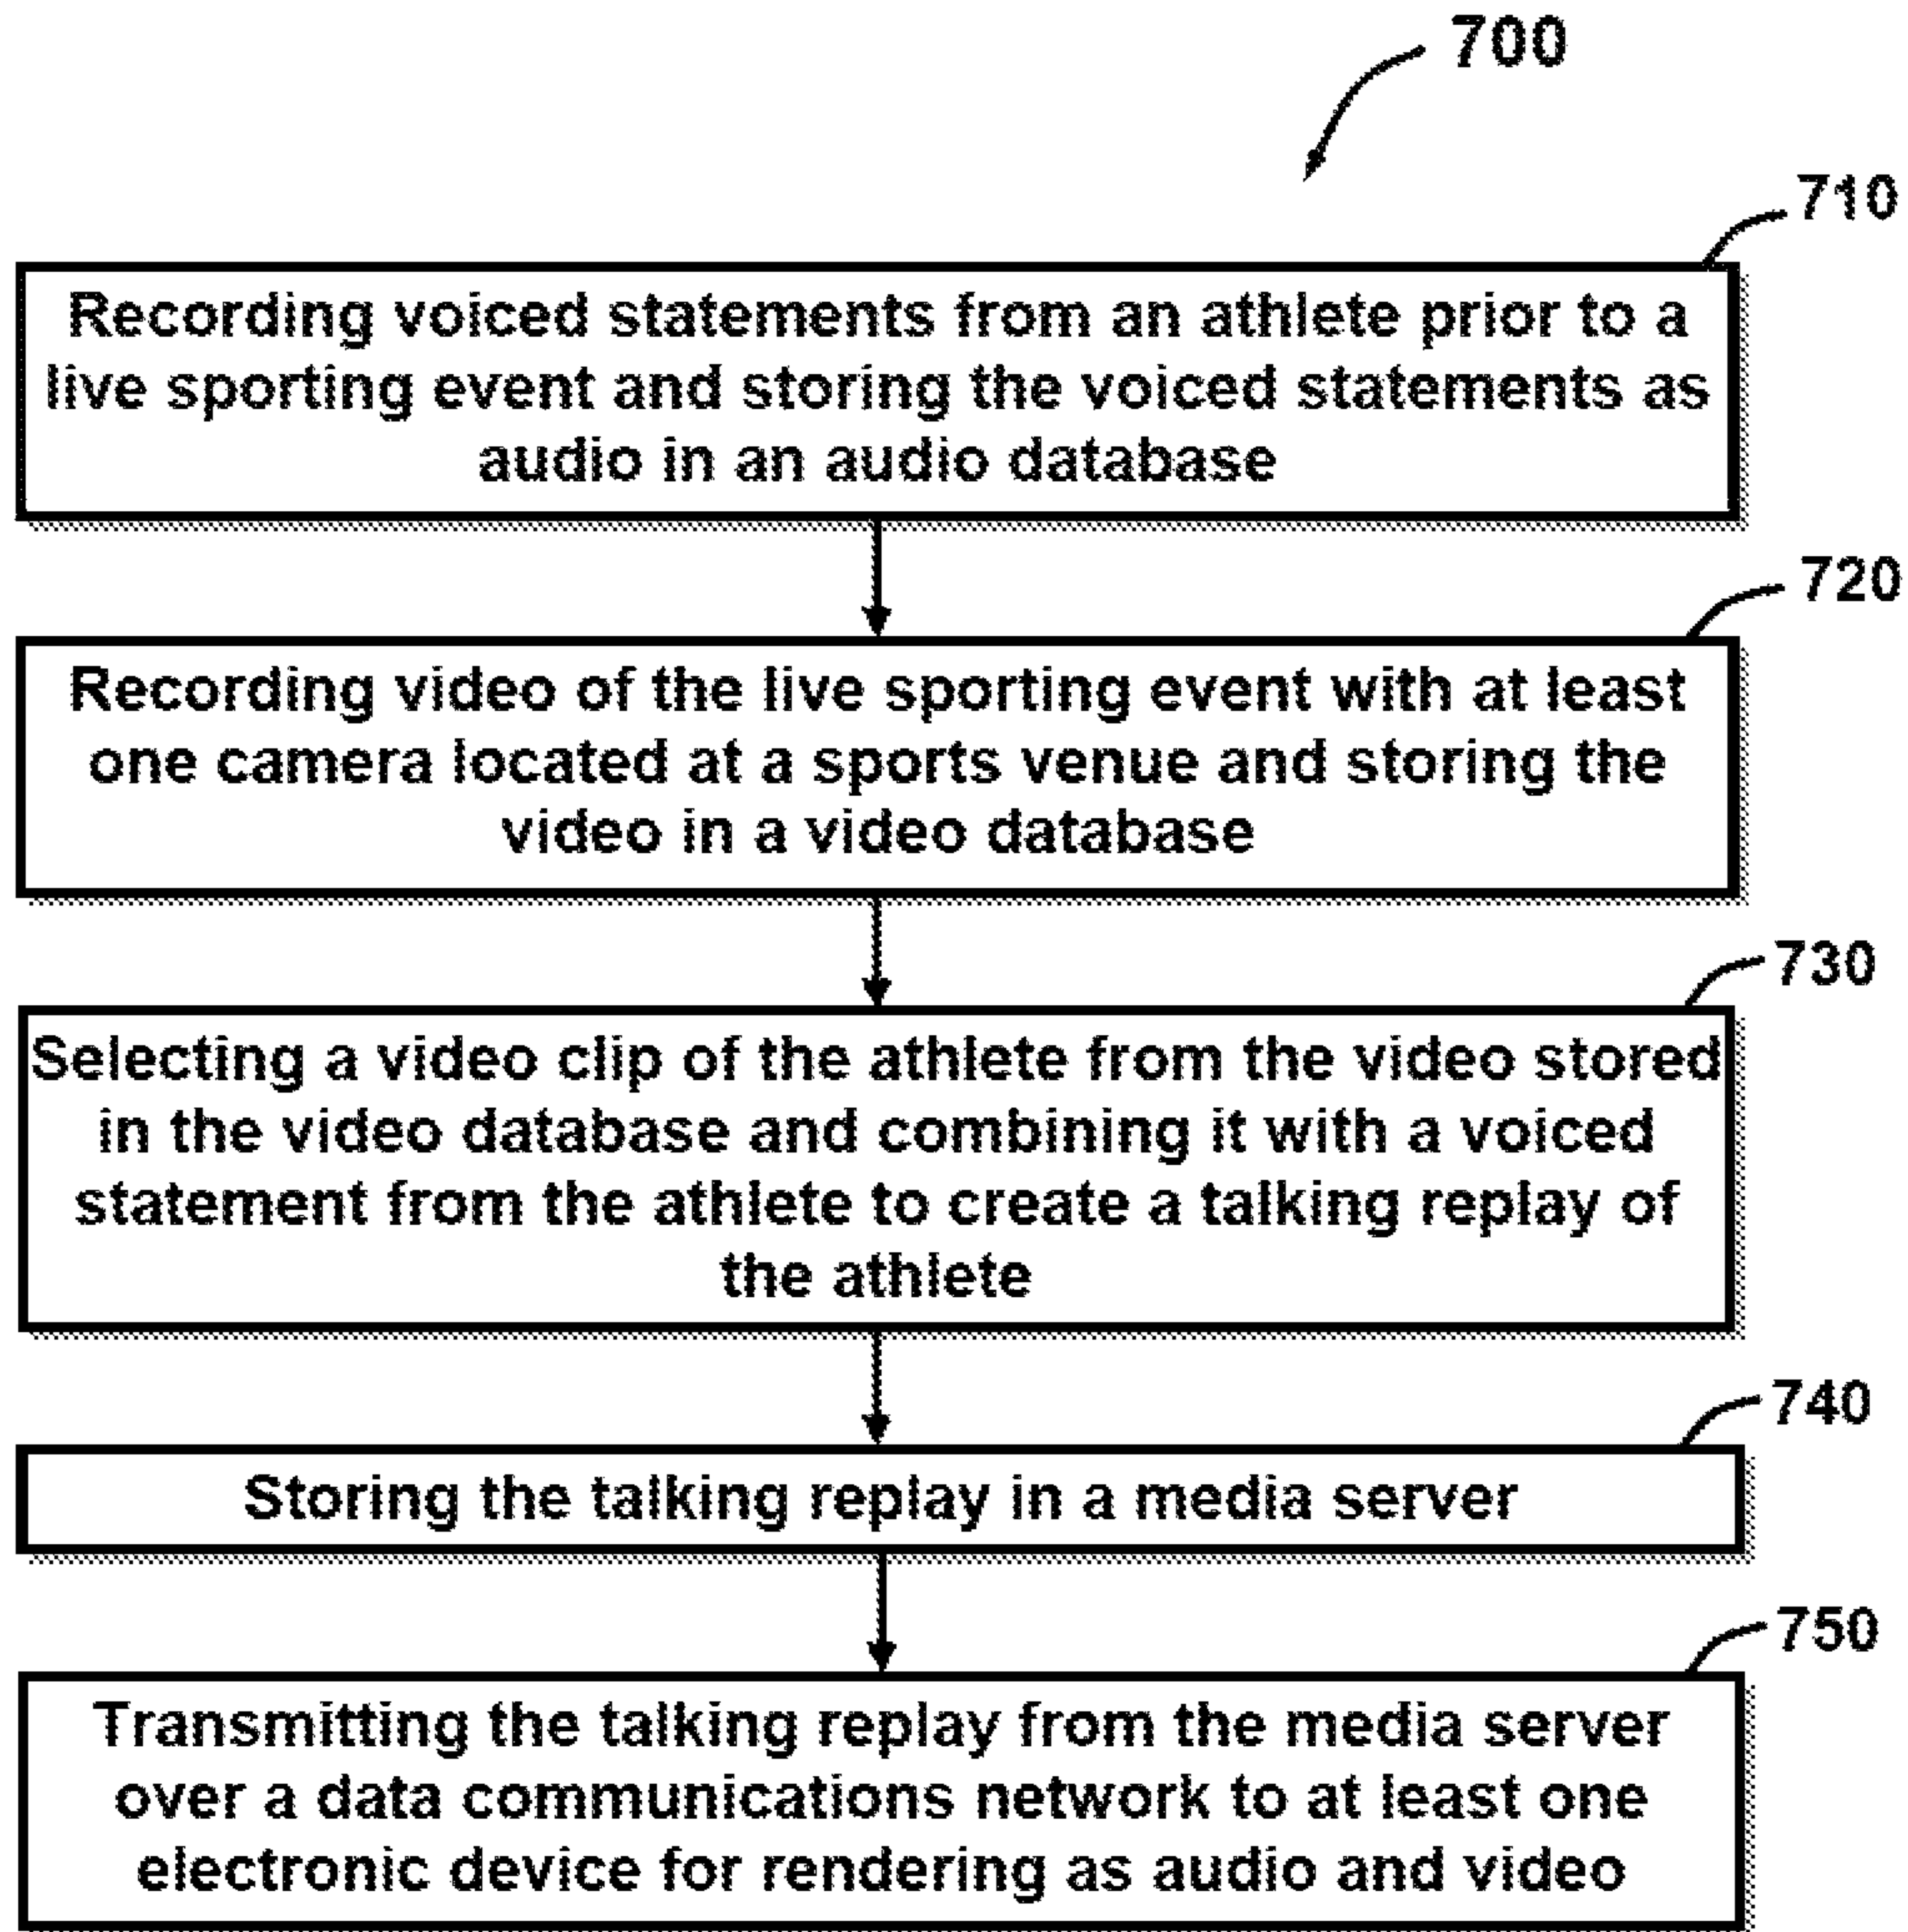 700
710
Recording voiced statements from an athlete prior to a
live sporting event and storing the voiced statements as
audio in an audio database
720
Recording video of the live sporting event with at least
one camera located at a sports venue and storing the
video in a video database
730
Selecting a video clip of the athlete from the video stored
in the video database and combining it with a voiced
statement from the athlete to create a talking replay of
the athlete
740
Storing the talking replay in a media server
750
Transmitting the talking replay from the media server
over a data communications network to at least one
electronic device for rendering as audio and video